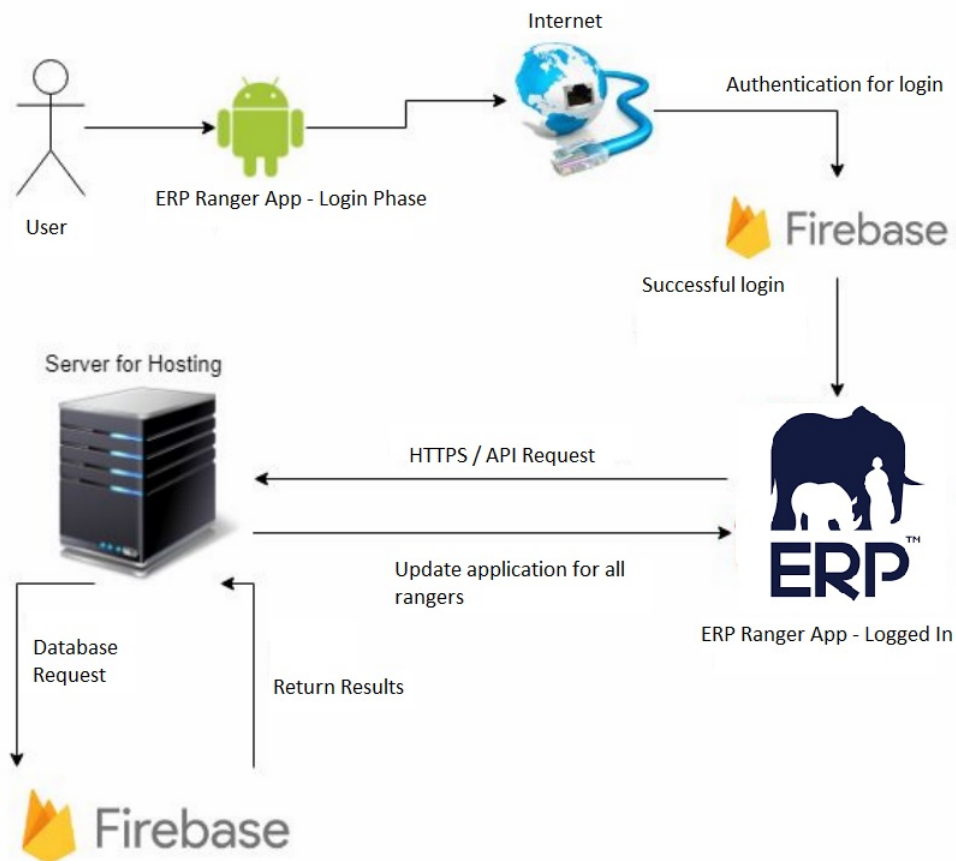 Internet
Authentication for login
ERP Ranger App - Login Phase
User
Firebase
Successful login
Server for Hosting
HTTPS / API Request
Update application for all
rangers
ERP™
ERP Ranger App - Logged In
Database
Request
Return Results
Firebase